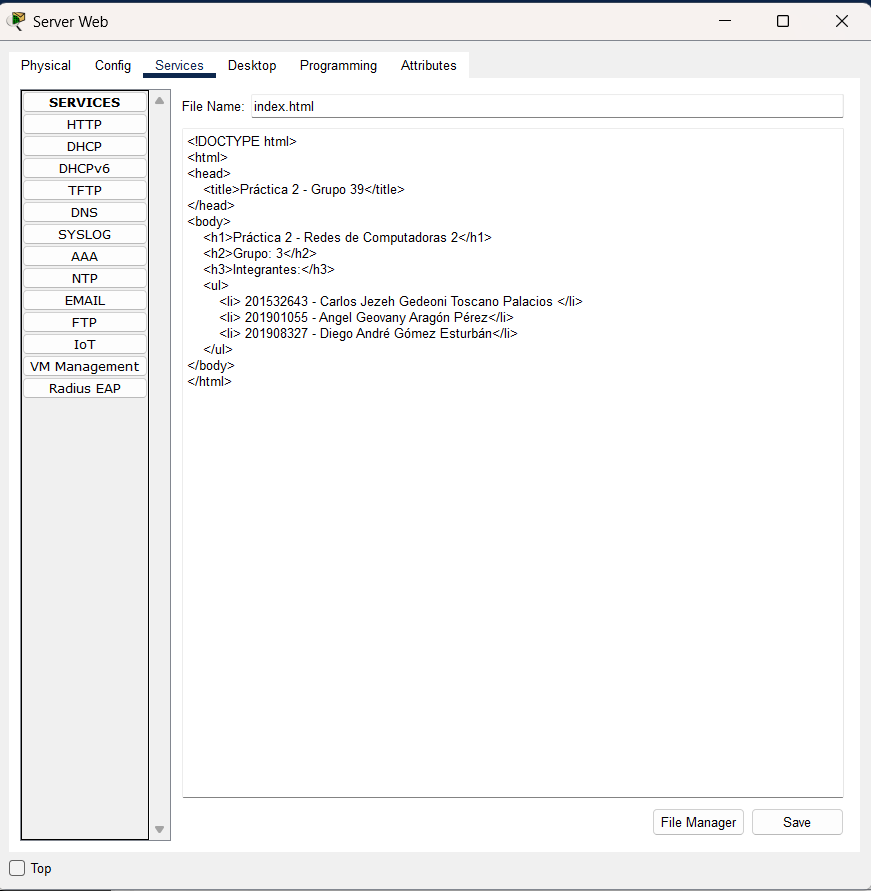 Server Web
Physical Config Services Desktop Programming Attributes
SERVICES
HTTP
DHCP
DHCPv6
TFTP
DNS
SYSLOG
AAA
NTP
EMAIL
FTP
IoT
VM Management
Radius EAP
File Name: index.html
<!DOCTYPE html>
<html>
<head>
<title>Práctica 2 - Grupo 39</title>
</head>
<body>
<h1>Práctica 2 - Redes de Computadoras 2</h1>
<h2>Grupo: 3</h2>
<h3>Integrantes:</h3>
<ul>
<li> 201532643 - Carlos Jezeh Gedeoni Toscano Palacios </li>
<li> 201901055 - Angel Geovany Aragón Pérez</li>
<li> 201908327 - Diego André Gómez Esturbán</li>
</ul>
</body>
</html>
File Manager Save
Top